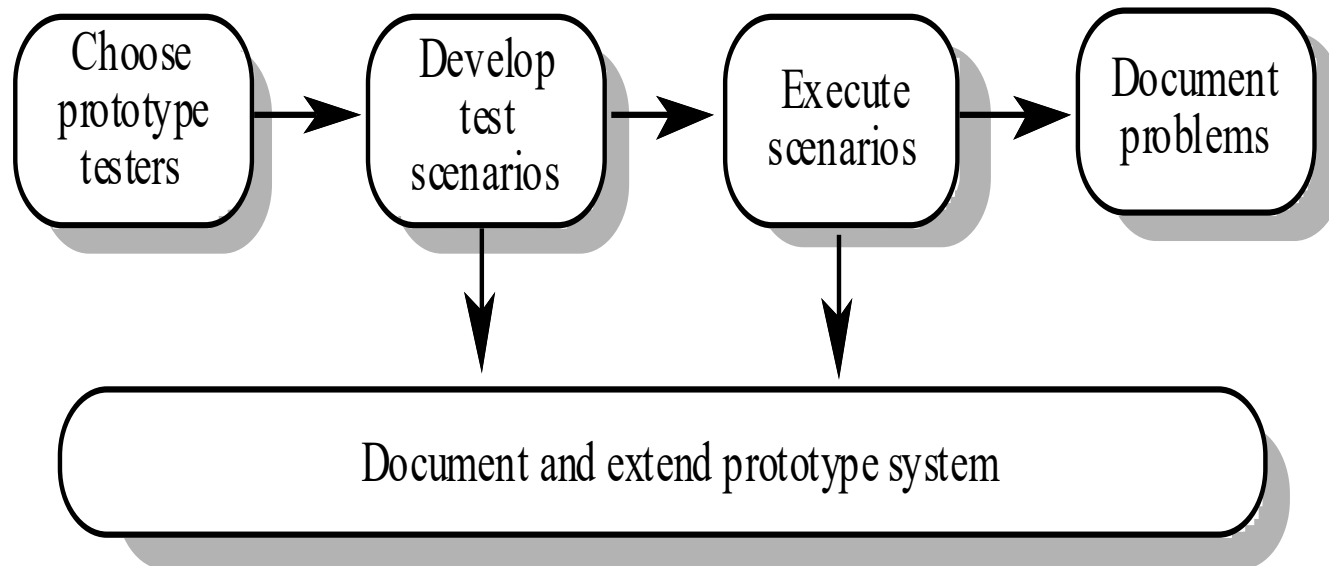 Choose
prototype
testers
Develop
test
scenarios
Execute
scenarios
Document
problems
Document and extend prototype system